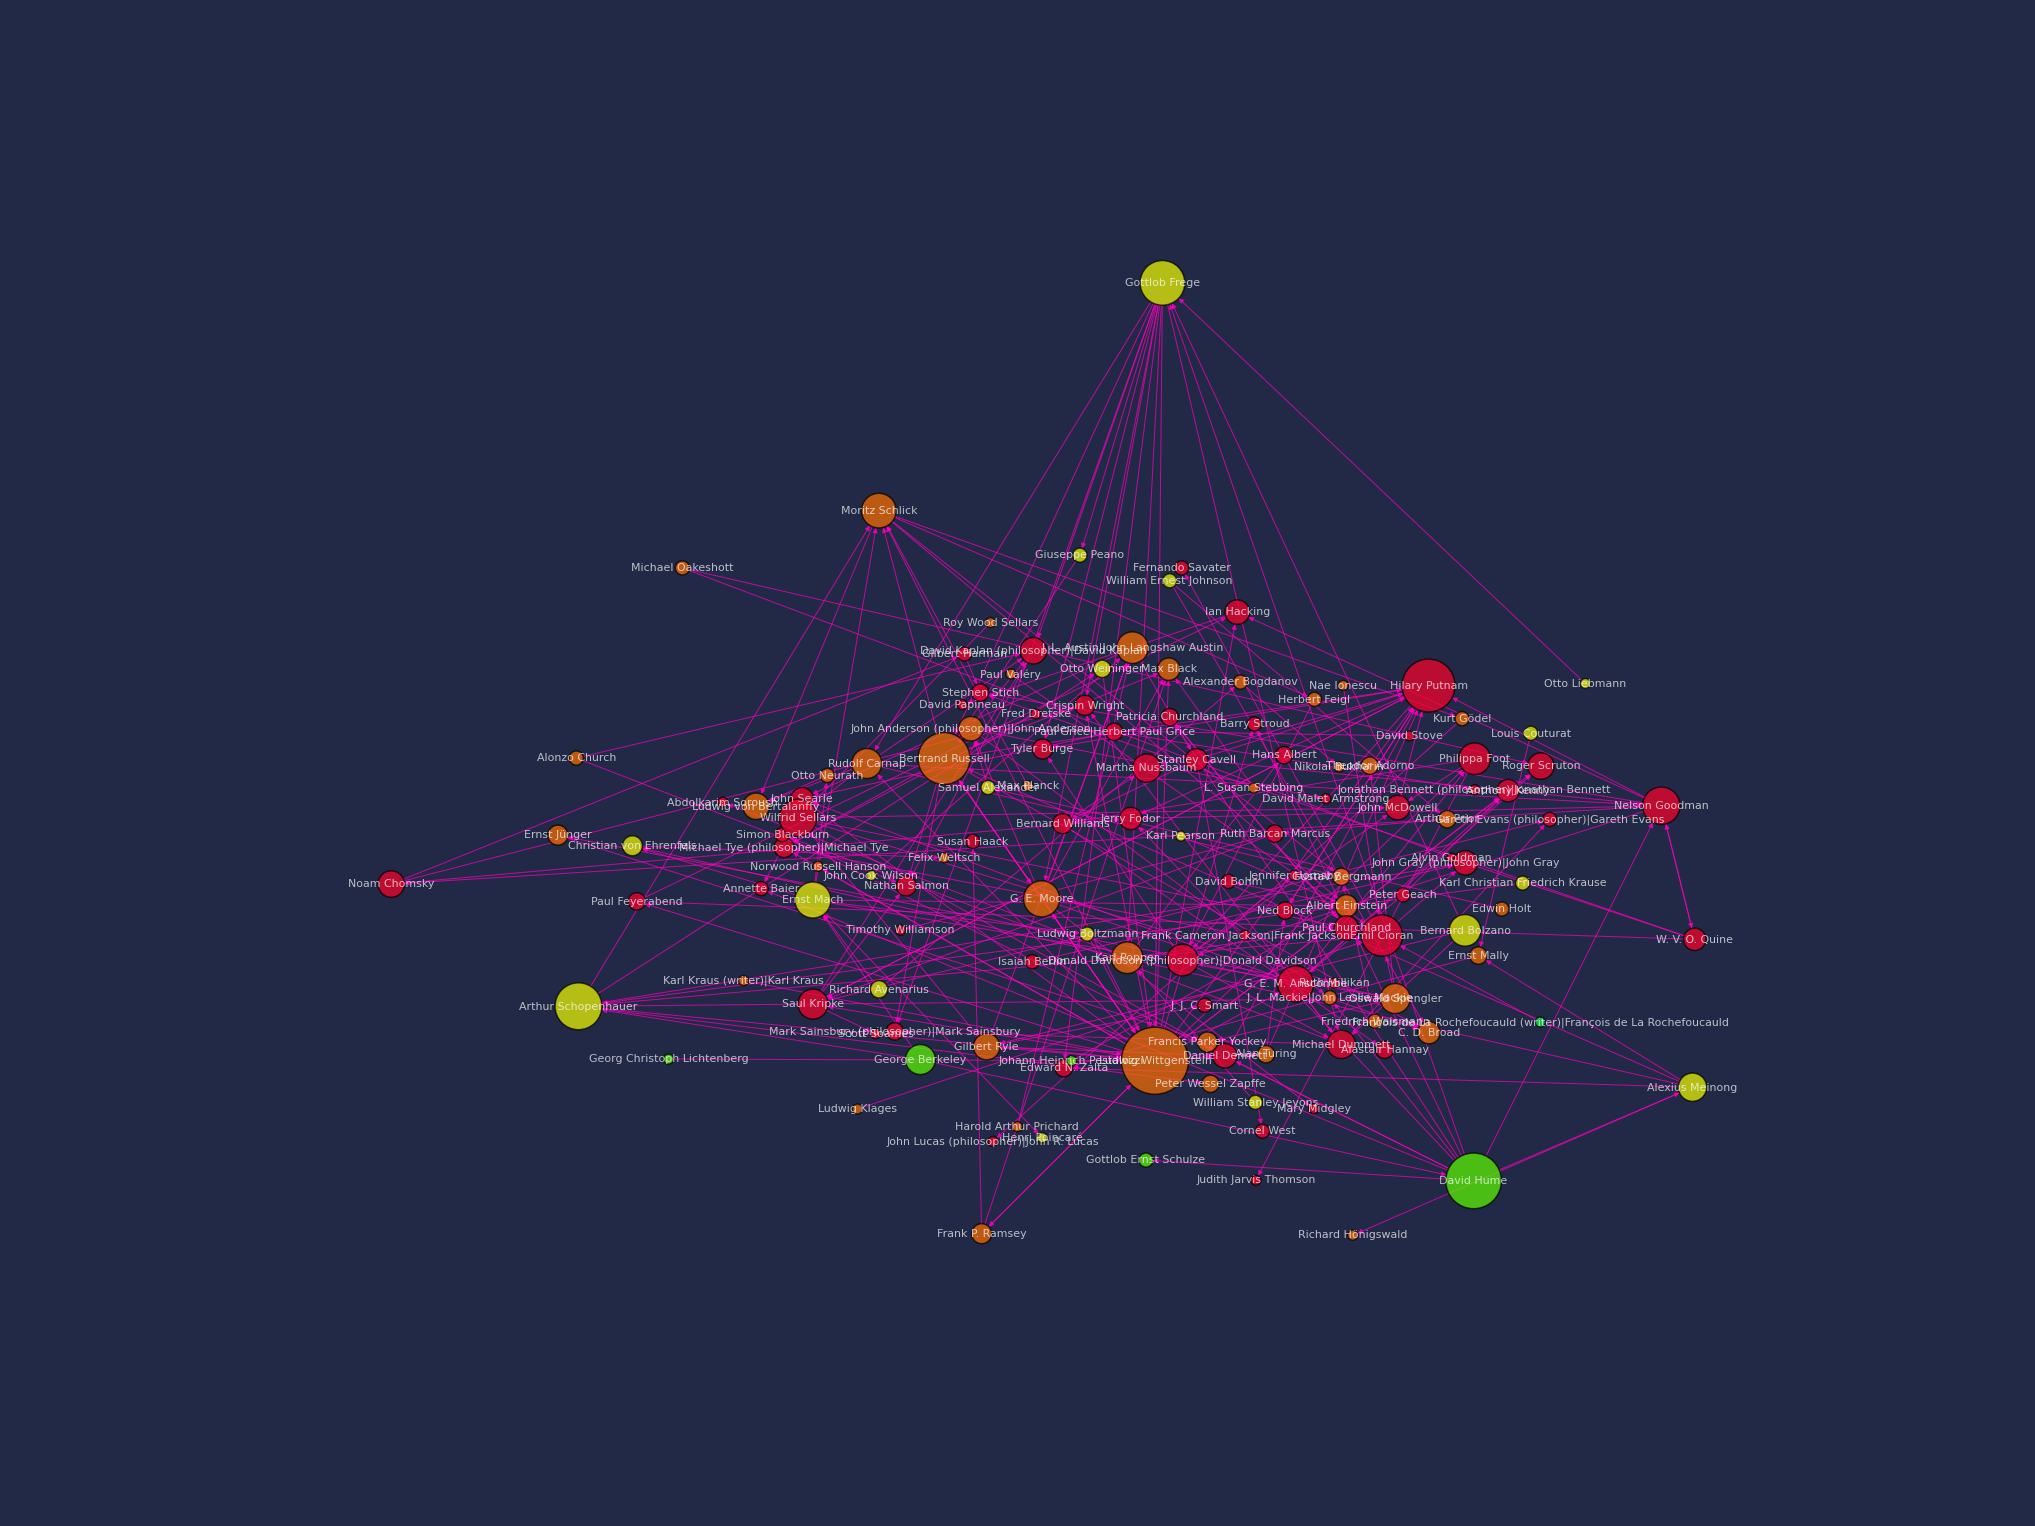 Gottlob Frege
Moritz Schlick
Giuseppe Peano
Michael Oakeshott
Fernando Savater
William Ernest Johnson
Ian Hacking
Roy Wood Sellars
David Kaplan (philosopher)|David Kaplan
J. L. Austin|John Langshaw Austin
Gilbert Harman
Otto Weininger
Max Black
Paul Valéry
Alexander Bogdanov
Nae Ionescu
Hilary Putnam
Otto Liebmann
Stephen Stich
Herbert Feigl
David Papineau
Crispin Wright
Fred Dretske
Patricia Churchland
Kurt Gödel
Barry Stroud
John Anderson (philosopher)|John Anderson
Paul Grice|Herbert Paul Grice
Louis Couturat
David Stove
Tyler Burge
Hans Albert
Alonzo Church
Bertrand Russell
Philippa Foot
Stanley Cavell
Rudolf Carnap
Martha Nussbaum
Nikolai Bukharin
Theodor Adorno
Roger Scruton
Otto Neurath
Samuel Alexander
Max Planck
L. Susan Stebbing
Jonathan Bennett (philosopher)|Jonathan Bennett
Anthony Kenny
John Searle
David Malet Armstrong
Abdolkarim Soroush
Ludwig von Bertalanffy
John McDowell
Nelson Goodman
Wilfrid Sellars
Jerry Fodor
Arthur Prior
Gareth Evans (philosopher)|Gareth Evans
Bernard Williams
Ernst Jünger
Simon Blackburn
Karl Pearson
Ruth Barcan Marcus
Susan Haack
Christian von Ehrenfels
Michael Tye (philosopher)|Michael Tye
Felix Weltsch
Alvin Goldman
John Gray (philosopher)|John Gray
Norwood Russell Hanson
John Cook Wilson
Jennifer Hornsby
Gustav Bergmann
Noam Chomsky
Nathan Salmon
David Bohm
Karl Christian Friedrich Krause
Annette Baier
Peter Geach
Paul Feyerabend
Ernst Mach
G. E. Moore
Albert Einstein
Edwin Holt
Ned Block
Timothy Williamson
Paul Churchland
Bernard Bolzano
Ludwig Boltzmann
Frank Cameron Jackson|Frank Jackson
Emil Cioran
W. V. O. Quine
Isaiah Berlin
Karl Popper
Donald Davidson (philosopher)|Donald Davidson
Ernst Mally
Karl Kraus (writer)|Karl Kraus
G. E. M. Anscombe
Ruth Millikan
Richard Avenarius
J. L. Mackie|John Leslie Mackie
Oswald Spengler
Arthur Schopenhauer
Saul Kripke
J. J. C. Smart
Friedrich Waismann
François de La Rochefoucauld (writer)|François de La Rochefoucauld
Mark Sainsbury (philosopher)|Mark Sainsbury
Scott Soames
C. D. Broad
Francis Parker Yockey
Gilbert Ryle
Michael Dummett
Alastair Hannay
Daniel Dennett
Alan Turing
Georg Christoph Lichtenberg
George Berkeley
Johann Heinrich Pestalozzi
Ludwig Wittgenstein
Edward N. Zalta
Peter Wessel Zapffe
Alexius Meinong
William Stanley Jevons
Ludwig Klages
Mary Midgley
Harold Arthur Prichard
Cornel West
Henri Poincaré
John Lucas (philosopher)|John R. Lucas
Gottlob Ernst Schulze
Judith Jarvis Thomson
David Hume
Frank P. Ramsey
Richard Hönigswald